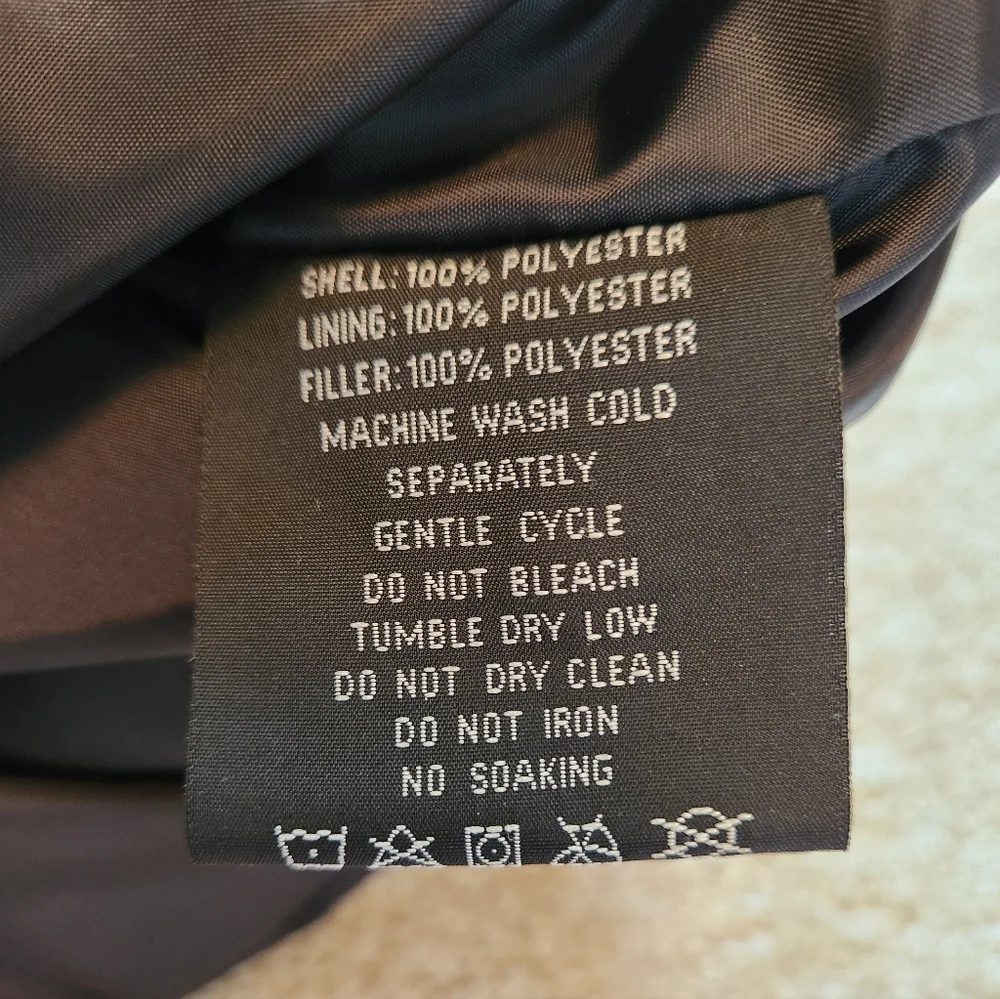 SHELL:100% POLYESTER
LINING:100% POLYESTER
FILLER:100% POLYESTER
MACHINE WASH COLD
SEPARATELY
GENTLE CYCLE
DO NOT BLEACH
TUMBLE DRY LOW
DO NOT DRY CLEAN
DO NOT IRON
NO SOAKING